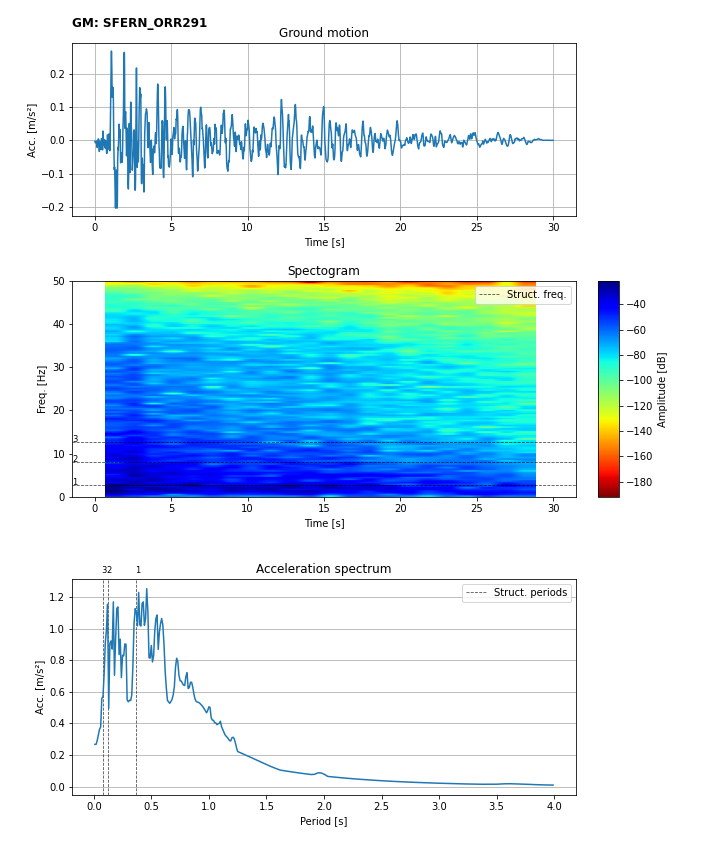 GM: SFERN_ORR291
Ground motion
Acc. [m/s²]
0.2
0.1
0.0
−0.1
−0.2
0 5 10 15 20 25 30
Time [s]
Spectogram
Freq. [Hz]
50
40
30
20
10
0
Struct. freq.
3
2
1
0 5 10 15 20 25 30
Time [s]
−40
−60
−80
−100
−120
−140
−160
−180
Amplitude [dB]
32 1
Acceleration spectrum
Acc. [m/s²]
1.2
1.0
0.8
0.6
0.4
0.2
0.0
Struct. periods
0.0 0.5 1.0 1.5 2.0 2.5 3.0 3.5 4.0
Period [s]